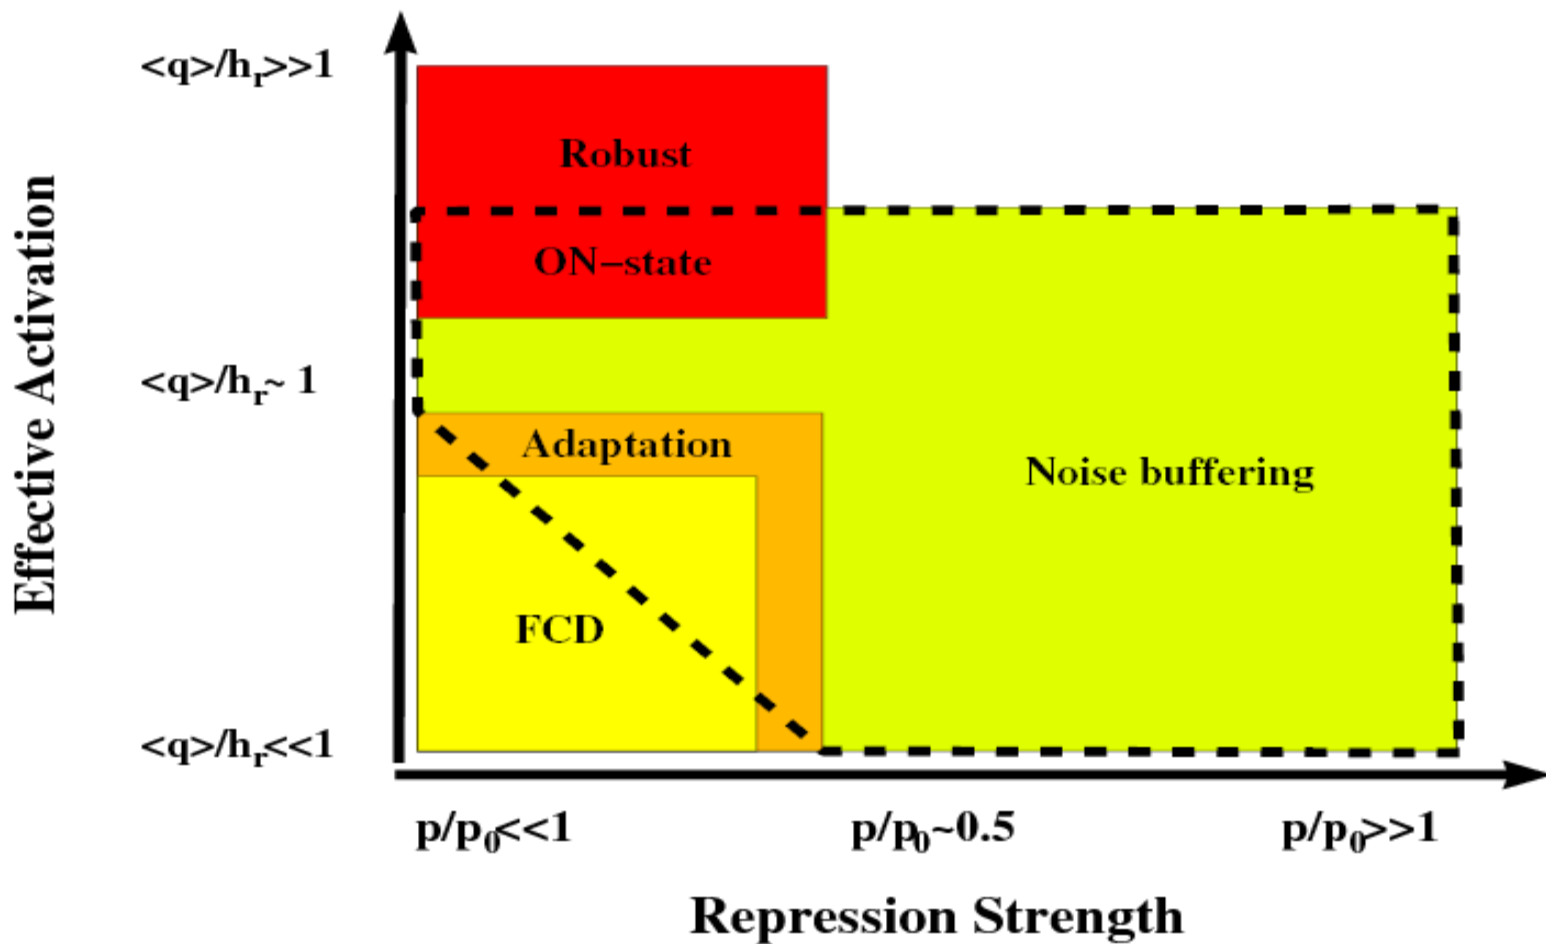 <q>/hr>>1
Robust
ON–state
<q>/hr~ 1
Adaptation
Noise buffering
FCD
<q>/hr<<1
Effective Activation
p/p0<<1
p/p0~0.5
p/p0>>1
Repression Strength